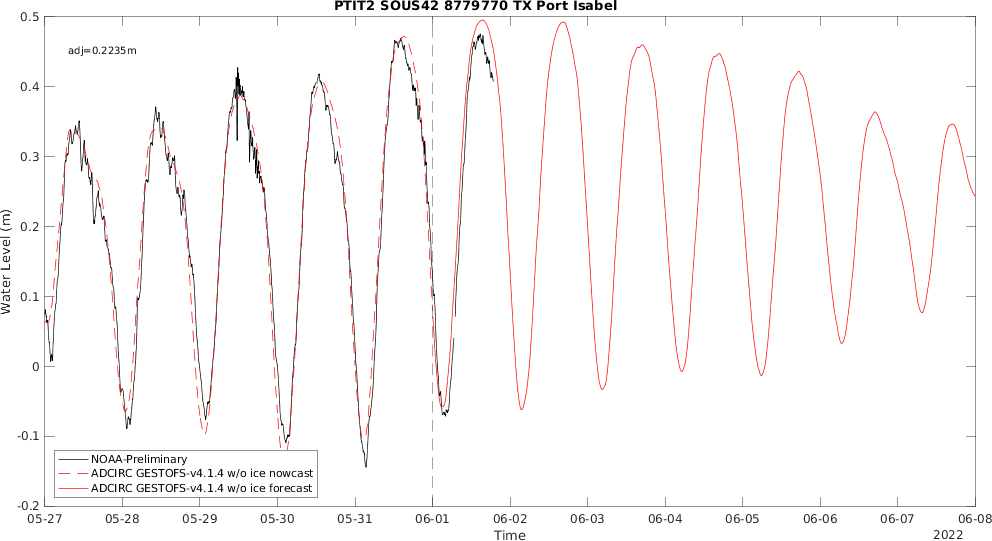 PTIT2 SOUS42 8779770 TX Port Isabel
adj=0.2235m
Water Level (m)
0.5
0.4
0.3
0.2
0.1
0
-0.1
-0.2
NOAA-Preliminary
ADCIRC GESTOFS-v4.1.4 w/o ice nowcast
ADCIRC GESTOFS-v4.1.4 w/o ice forecast
05-27 05-28 05-29 05-30 05-31 06-01 06-02 06-03 06-04 06-05 06-06 06-07 06-08
Time
2022